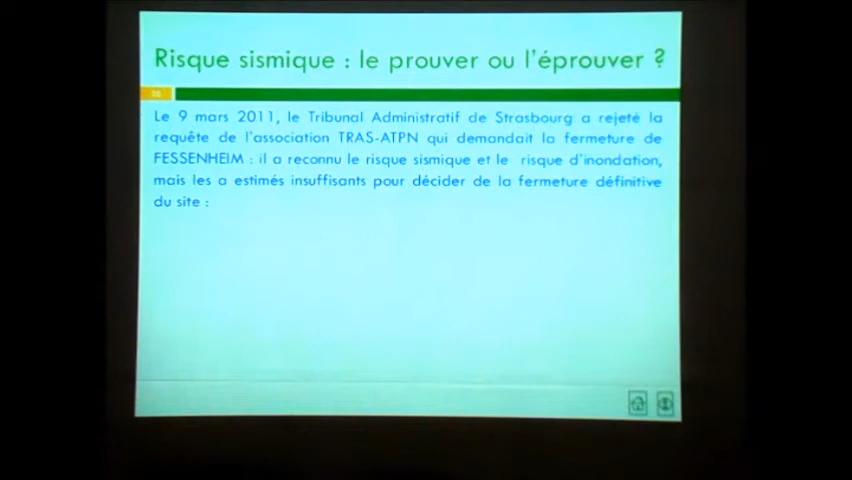 Risque sismique : le prouver ou l'éprouver ?
Le 9 mars 2011, le Tribunal Administratif de Strasbourg a rejeté la
requête de l'association TRAS-ATPN qui demandait la fermeture de
FESSENHEIM : il a reconnu le risque sismique et le risque d'inondation,
mais les a estimés insuffisants pour décider de la fermeture définitive
du site :